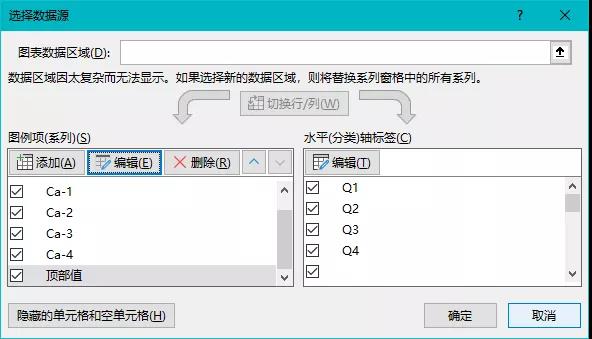 选择数据源
图表数据区域(D):
数据区域因太复杂而无法显示。如果选择新的数据区域，则将替换系列窗格中的所有系列。
切换行/列(W)
图例项(系列)(S)
添加(A) 编辑(E) 删除(R)
Ca-1
Ca-2
Ca-3
Ca-4
顶部值
水平(分类)轴标签(C)
编辑(T)
Q1
Q2
Q3
Q4
隐藏的单元格和空单元格(H)
确定 取消